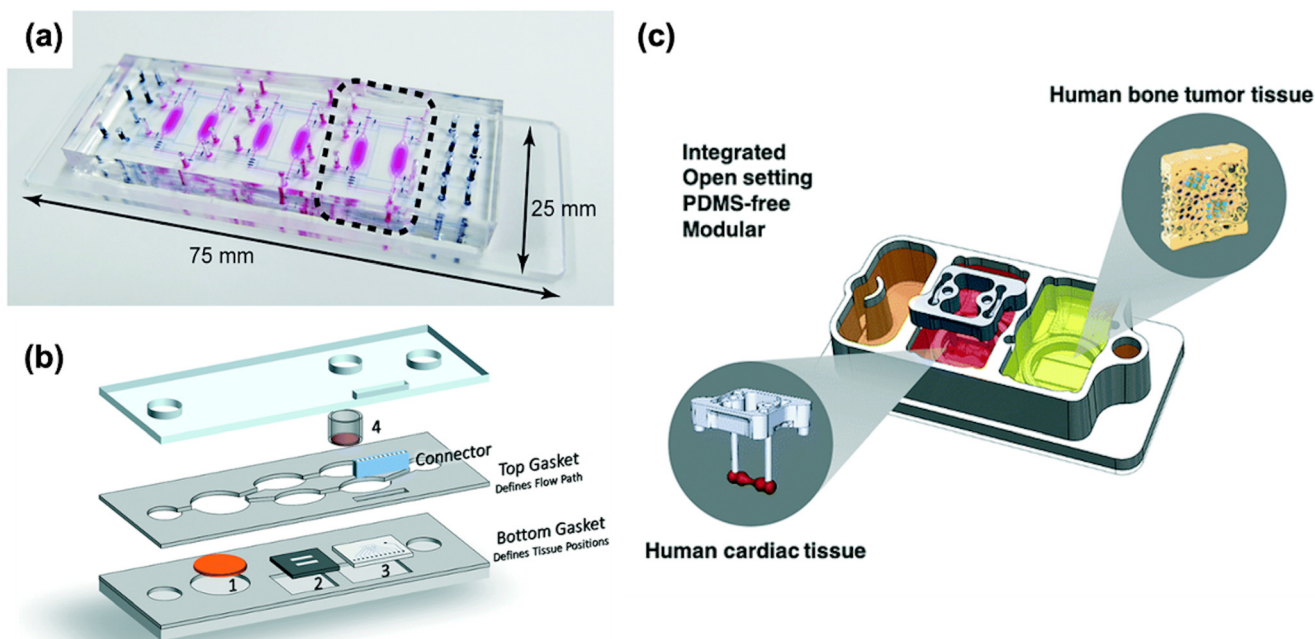 (a)
75 mm
25 mm
(b)
4
Connector
Top Gasket
Defines Flow Path
Bottom Gasket
Defines Tissue Positions
1
2
3
(c)
Human bone tumor tissue
Integrated
Open setting
PDMS-free
Modular
Human cardiac tissue